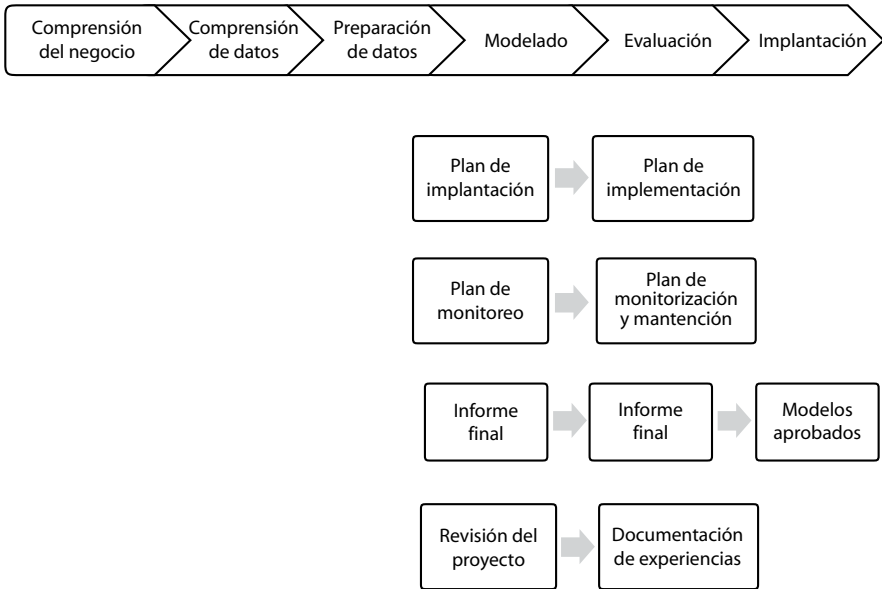 Comprensión
del negocio
Comprensión
de datos
Preparación
de datos
Modelado
Evaluación
Implantación
Plan de
implantación
Plan de
implementación
Plan de
monitoreo
Plan de
monitorización
y mantención
Informe
final
Informe
final
Modelos
aprobados
Revisión del
proyecto
Documentación
de experiencias